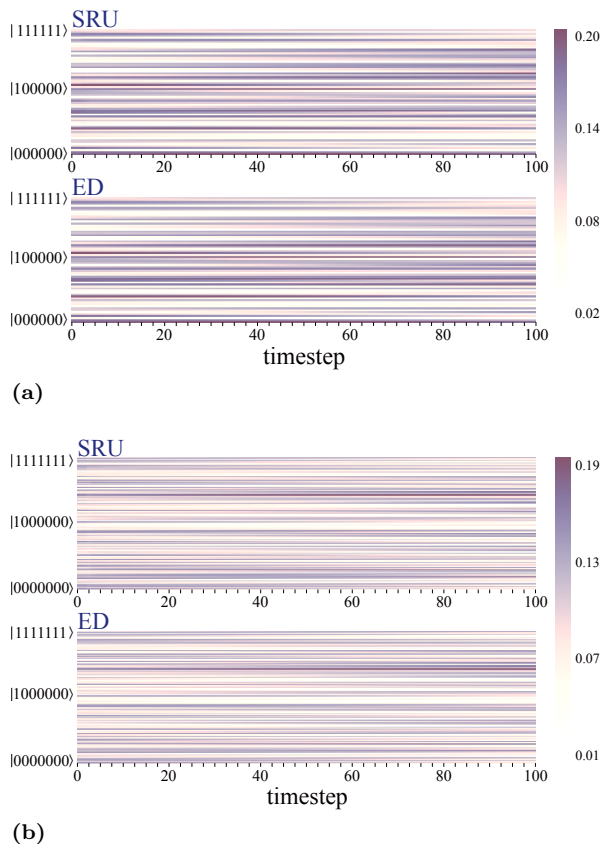 SRU
| 111111⟩
|100000⟩
|000000⟩
0 20 40 60 80 100
ED
| 111111⟩
|100000⟩
|000000⟩
0 20 40 60 80 100
timestep
0.20
0.14
0.08
0.02
(a)
SRU
|1111111⟩
|1000000⟩
|0000000⟩
0 20 40 60 80 100
ED
|1111111⟩
|1000000⟩
|0000000⟩
0 20 40 60 80 100
timestep
0.19
0.13
0.07
0.01
(b)